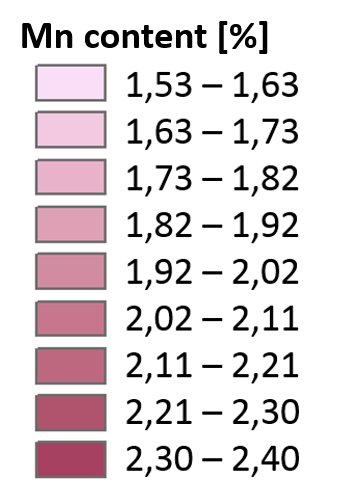 Mn content [%]
1,53 – 1,63
1,63 – 1,73
1,73 – 1,82
1,82 – 1,92
1,92 – 2,02
2,02 – 2,11
2,11 – 2,21
2,21 – 2,30
2,30 – 2,40